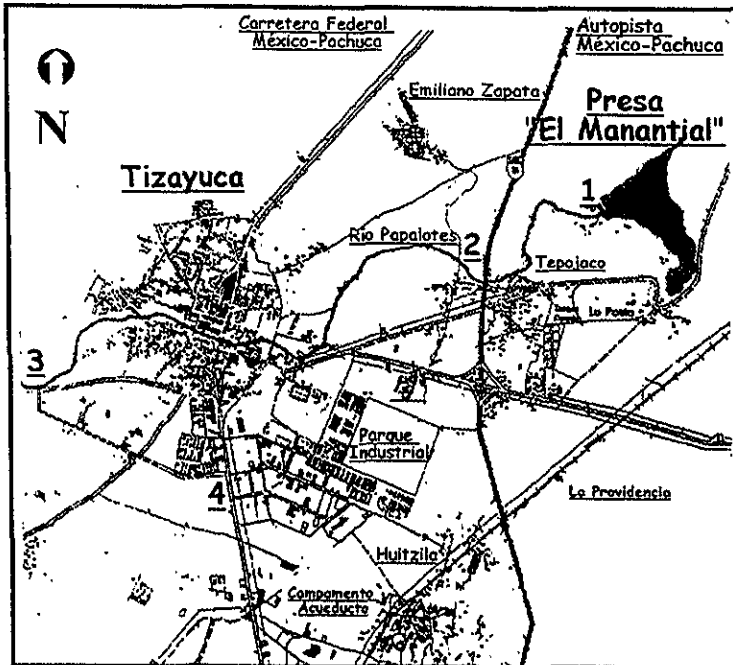 Carretera Federal
México-Pachuca
Autopista
México-Pachuca
N
Emiliano Zapata
Presa
"El Manantial"
Tizayuca
1
Rio Papalotes
2
Tepojaco
La Posta
3
Parque
Industrial
4
La Providencia
Huitzila
Campamento
Acueducto
a